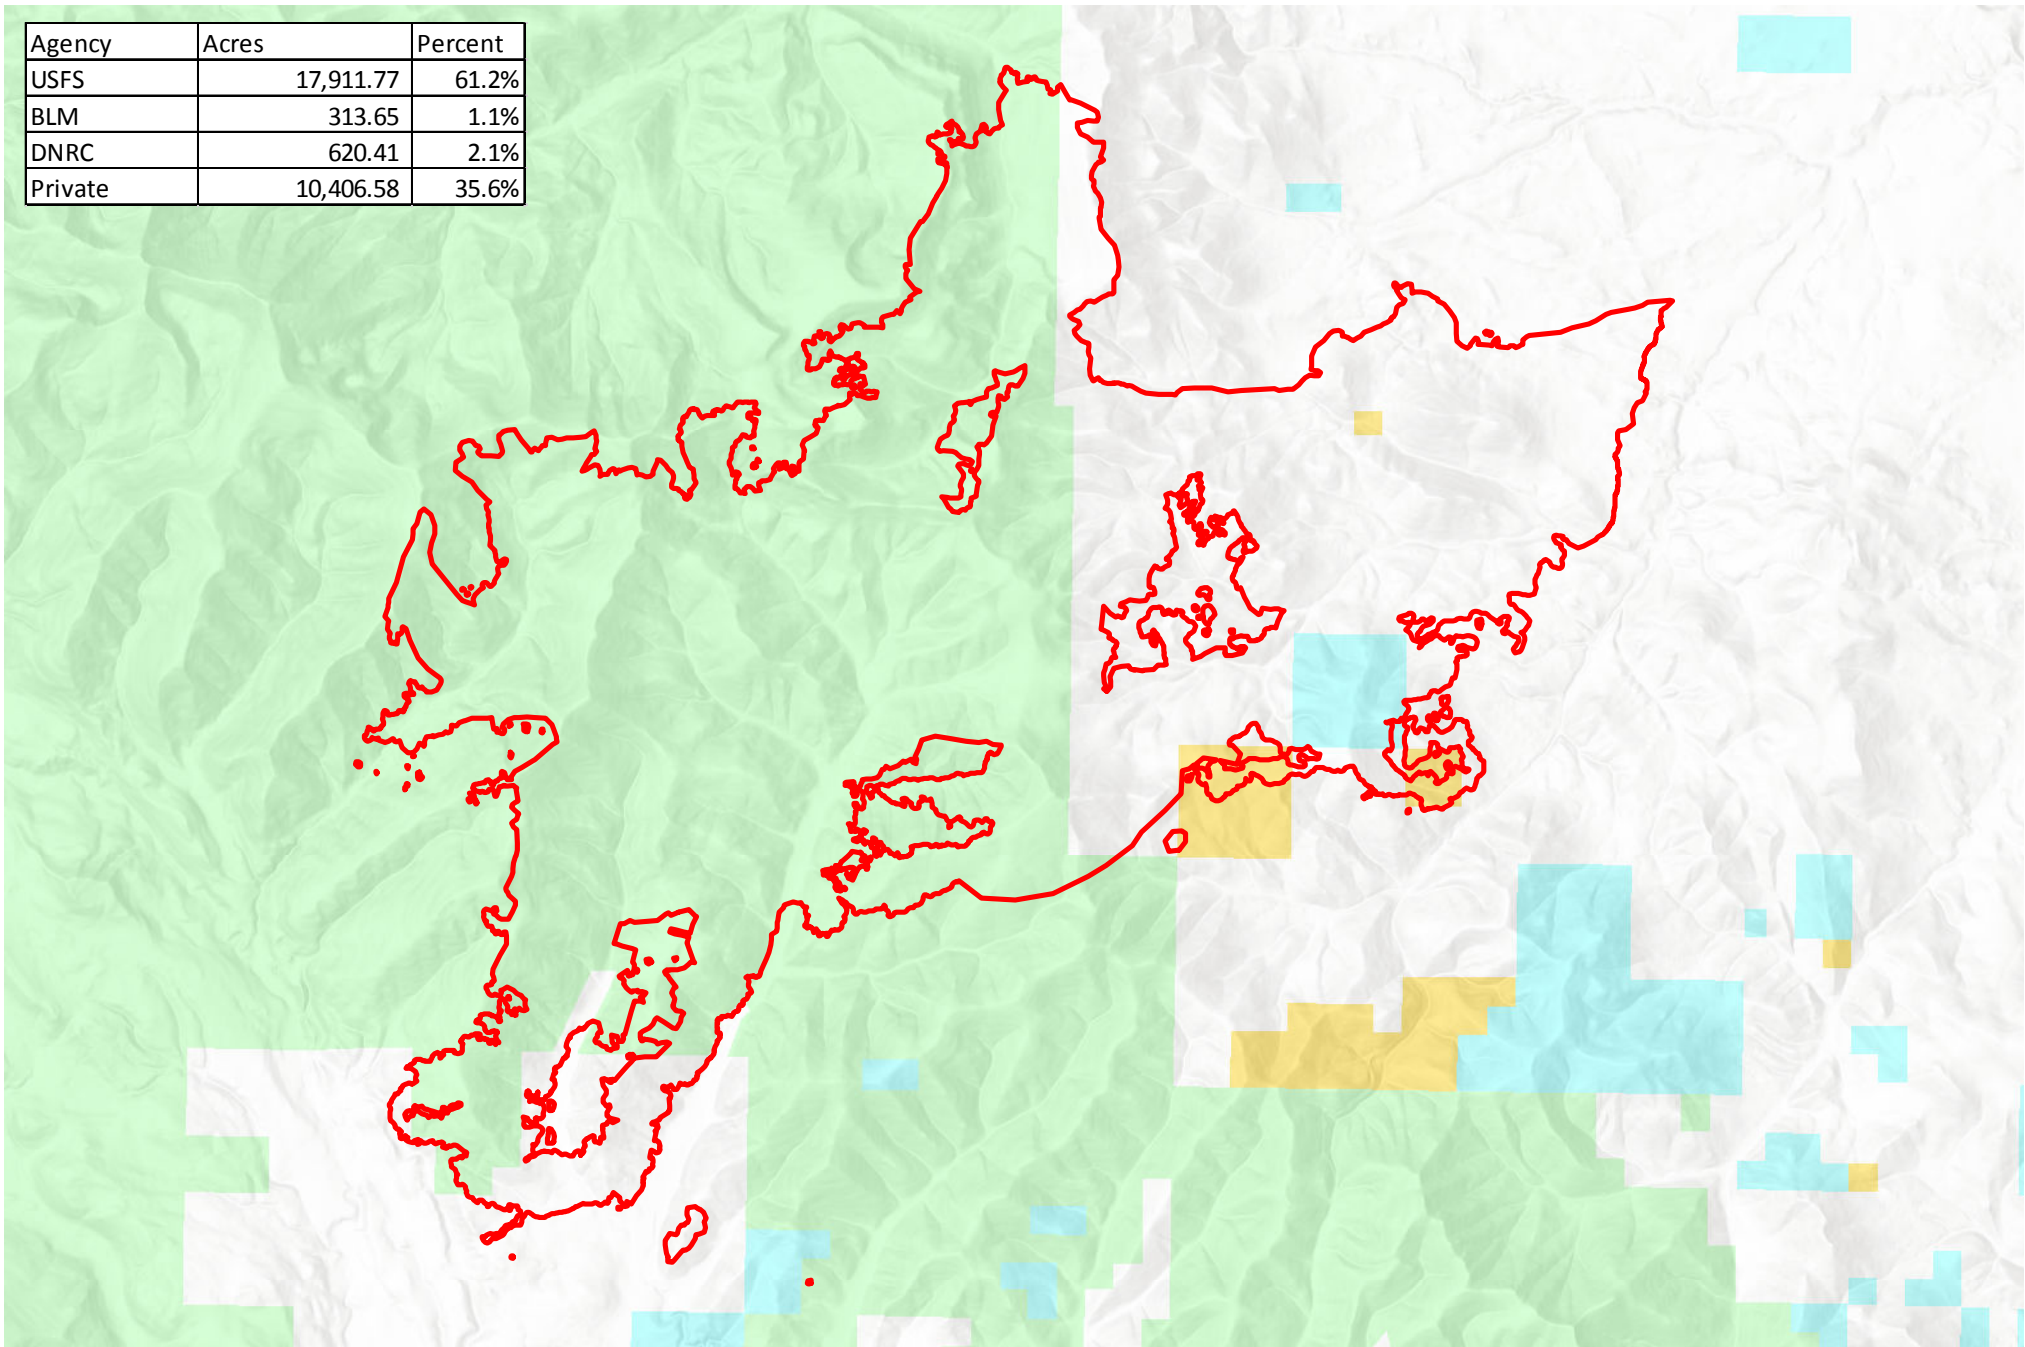 Agency Acres Percent
USFS 17,911.77 61.2%
BLM 313.65 1.1%
DNRC 620.41 2.1%
Private 10,406.58 35.6%